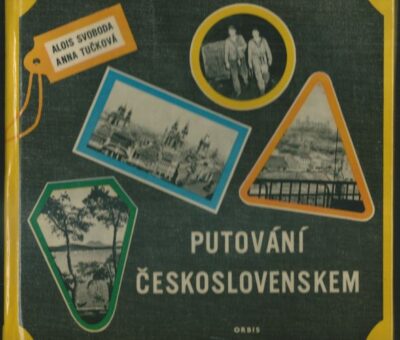 ALOIS SVOBODA
ANNA TUČKOVÁ
PUTOVÁNÍ
ČESKOSLOVENSKEM
ORBIS